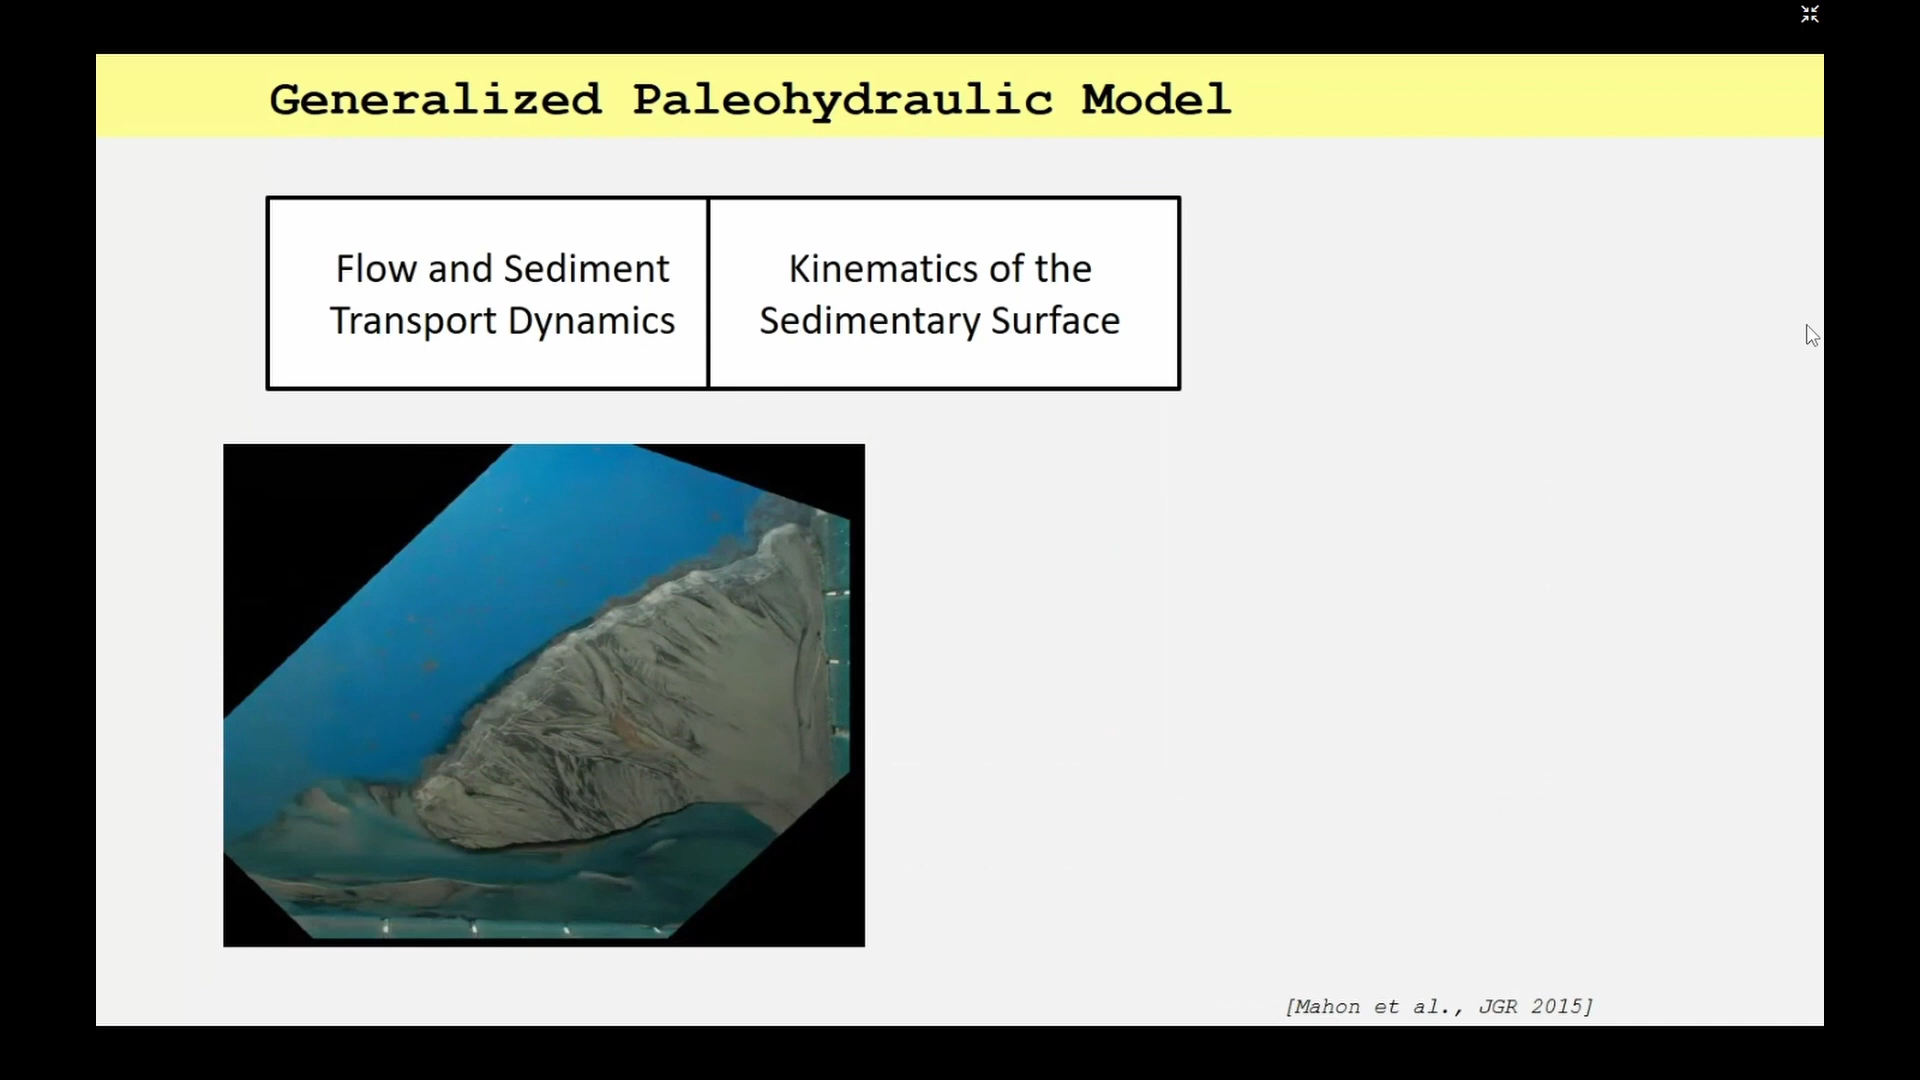 Generalized Paleohydraulic Model
Flow and Sediment
Transport Dynamics
Kinematics of the
Sedimentary Surface
[Mahon et al., JGR 2015]